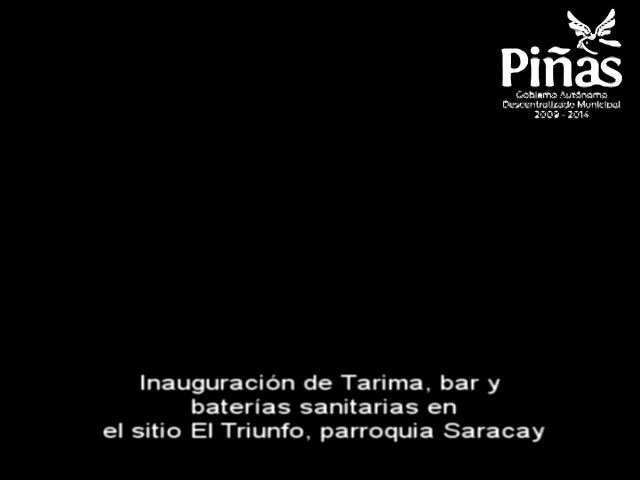 Piñas
Gobierno Autónomo
Descentralizado Municipal
2009 - 2014
Inauguración de Tarima, bar y
baterías sanitarias en
el sitio El Triunfo, parroquia Saracay